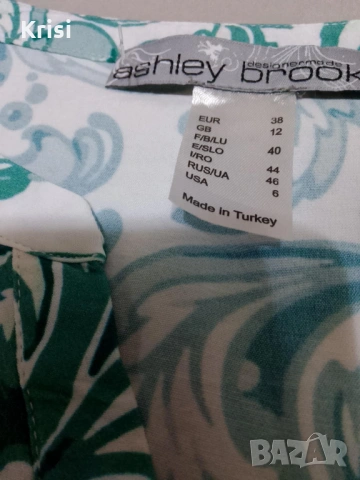 Krisi
designermade
ashley brook
EUR 38
GB 12
F/B/LU
E/SLO 40
I/RO 44
RUS/UA 46
USA 6
Made in Turkey
BAZAR